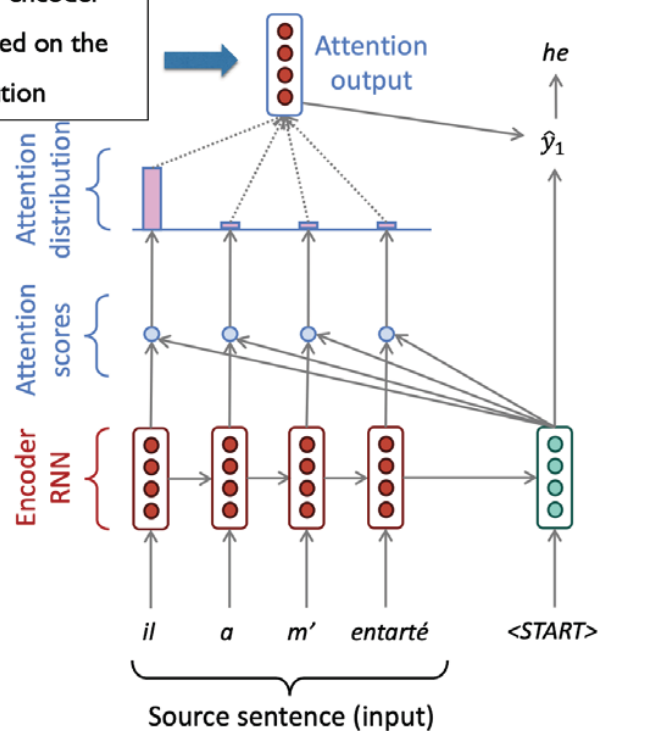 encoder
ed on the
tion
Attention
output
he
ŷ₁
Attention
distribution
Attention
scores
Encoder
RNN
il
a
m’
entarté
<START>
Source sentence (input)